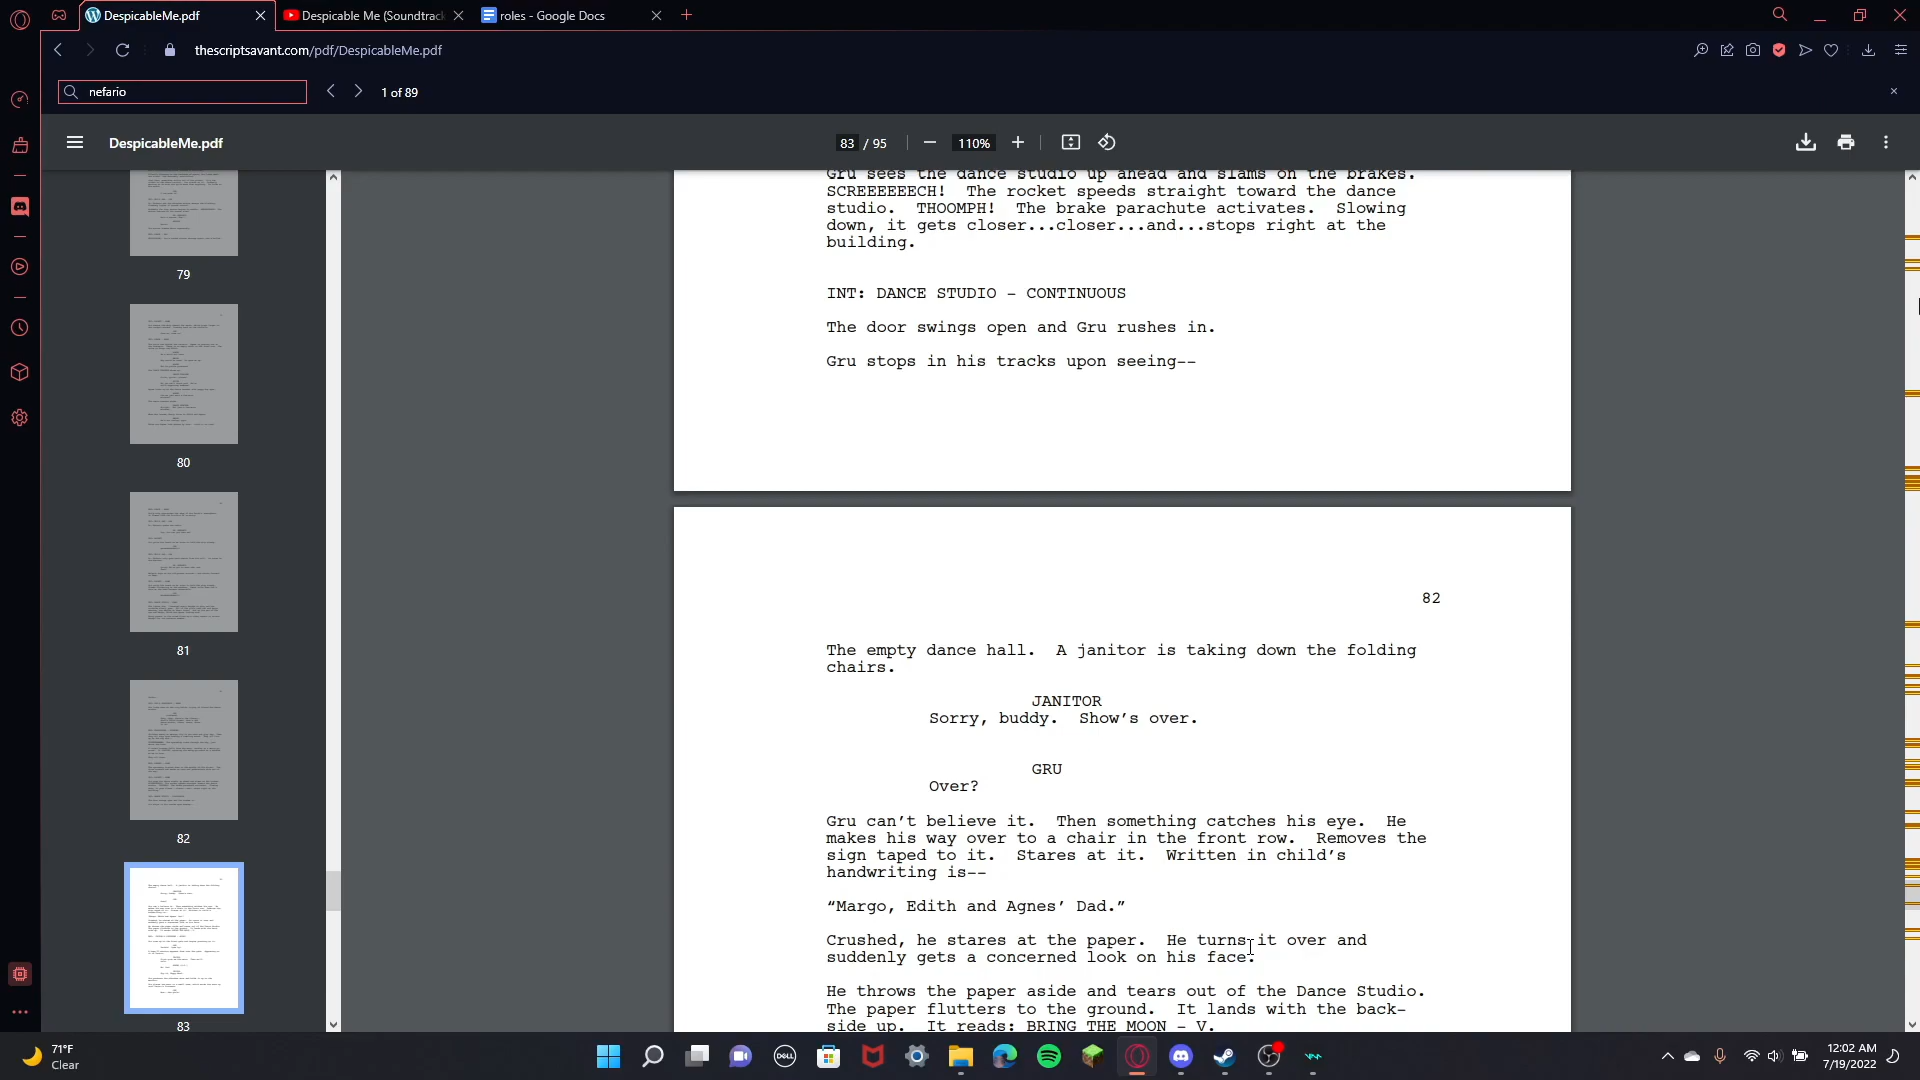 DespicableMe.pdf
Despicable Me (Soundtrac
roles - Google Docs
thescriptsavant.com/pdf/DespicableMe.pdf
nefario
1 of 89
DespicableMe.pdf
83 / 95
110%
79
80
81
82
83
Gru sees the dance studio up ahead and slams on the brakes.
SCREEEEEECH!  The rocket speeds straight toward the dance
studio.  THOOMPH!  The brake parachute activates.  Slowing
down, it gets closer...closer...and...stops right at the
building.
INT: DANCE STUDIO – CONTINUOUS
The door swings open and Gru rushes in.
Gru stops in his tracks upon seeing--
82
The empty dance hall.  A janitor is taking down the folding
chairs.
JANITOR
Sorry, buddy.  Show's over.
GRU
Over?
Gru can't believe it.  Then something catches his eye.  He
makes his way over to a chair in the front row.  Removes the
sign taped to it.  Stares at it.  Written in child's
handwriting is--
“Margo, Edith and Agnes’ Dad.”
Crushed, he stares at the paper.  He turns it over and
suddenly gets a concerned look on his face.
He throws the paper aside and tears out of the Dance Studio.
The paper flutters to the ground.  It lands with the back-
side up.  It reads: BRING THE MOON – V.
71°F
Clear
DELL
12:02 AM
7/19/2022